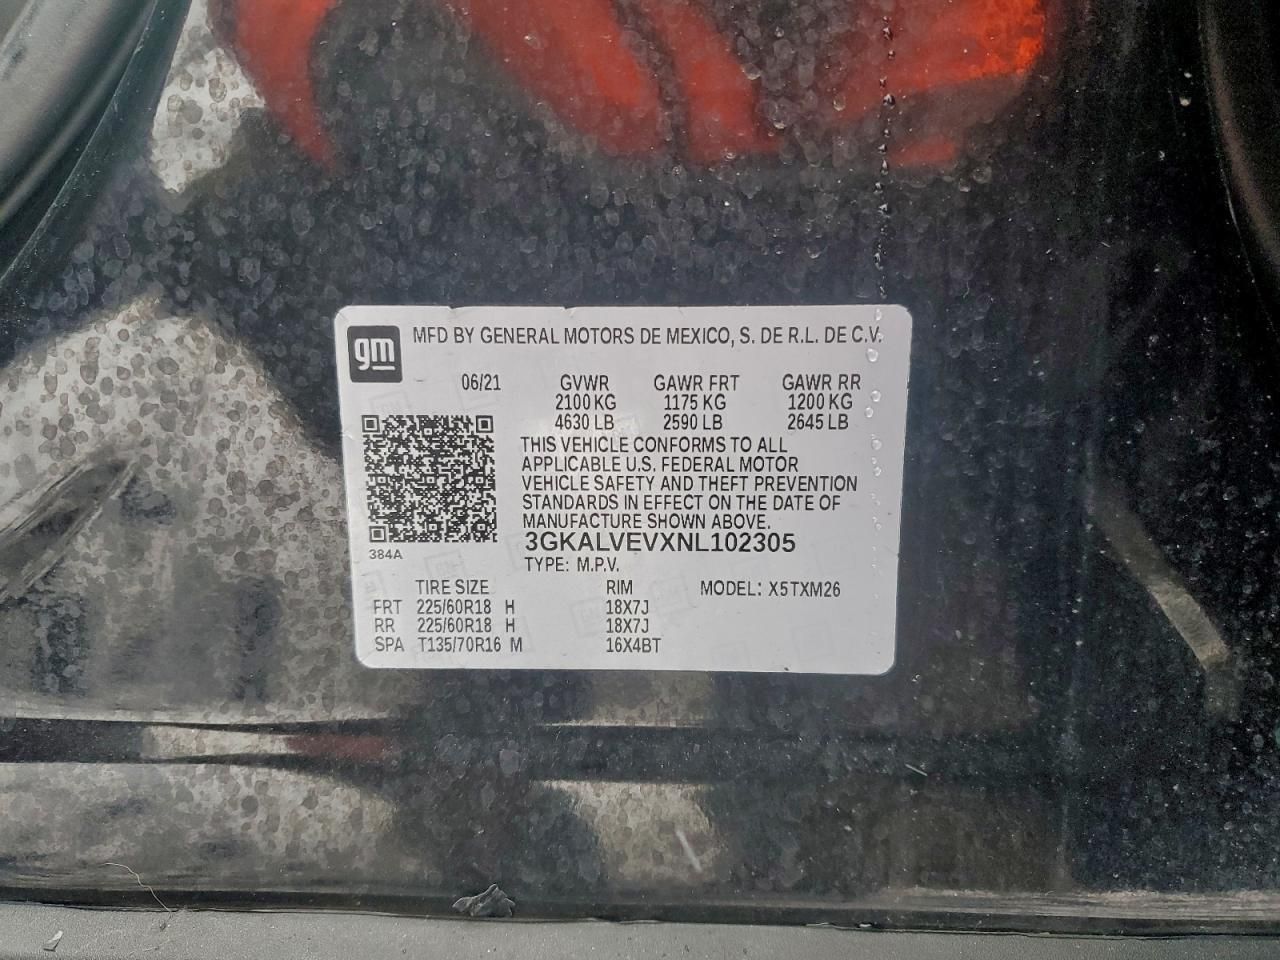 gm
MFD BY GENERAL MOTORS DE MEXICO, S. DE R.L. DE C.V.
06/21 GVWR GAWR FRT GAWR RR
2100 KG 1175 KG 1200 KG
4630 LB 2590 LB 2645 LB
THIS VEHICLE CONFORMS TO ALL
APPLICABLE U.S. FEDERAL MOTOR
VEHICLE SAFETY AND THEFT PREVENTION
STANDARDS IN EFFECT ON THE DATE OF
MANUFACTURE SHOWN ABOVE.
3GKALVEVXNL102305
384A
TYPE: M.P.V.
TIRE SIZE RIM MODEL: X5TXM26
FRT 225/60R18 H 18X7J
RR 225/60R18 H 18X7J
SPA T135/70R16 M 16X4BT